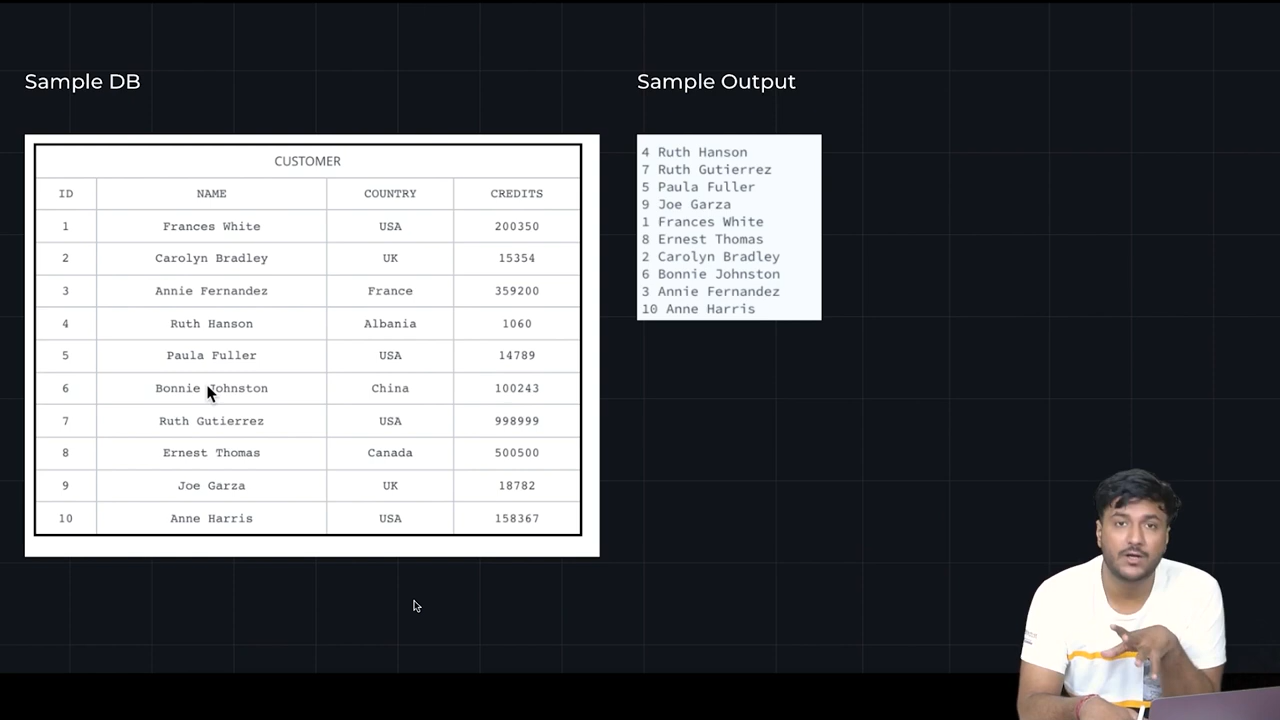 Sample DB
Sample Output
CUSTOMER
ID NAME COUNTRY CREDITS
1 Frances White USA 200350
2 Carolyn Bradley UK 15354
3 Annie Fernandez France 359200
4 Ruth Hanson Albania 1060
5 Paula Fuller USA 14789
6 Bonnie Johnston China 100243
7 Ruth Gutierrez USA 998999
8 Ernest Thomas Canada 500500
9 Joe Garza UK 18782
10 Anne Harris USA 158367
4 Ruth Hanson
7 Ruth Gutierrez
5 Paula Fuller
9 Joe Garza
1 Frances White
8 Ernest Thomas
2 Carolyn Bradley
6 Bonnie Johnston
3 Annie Fernandez
10 Anne Harris